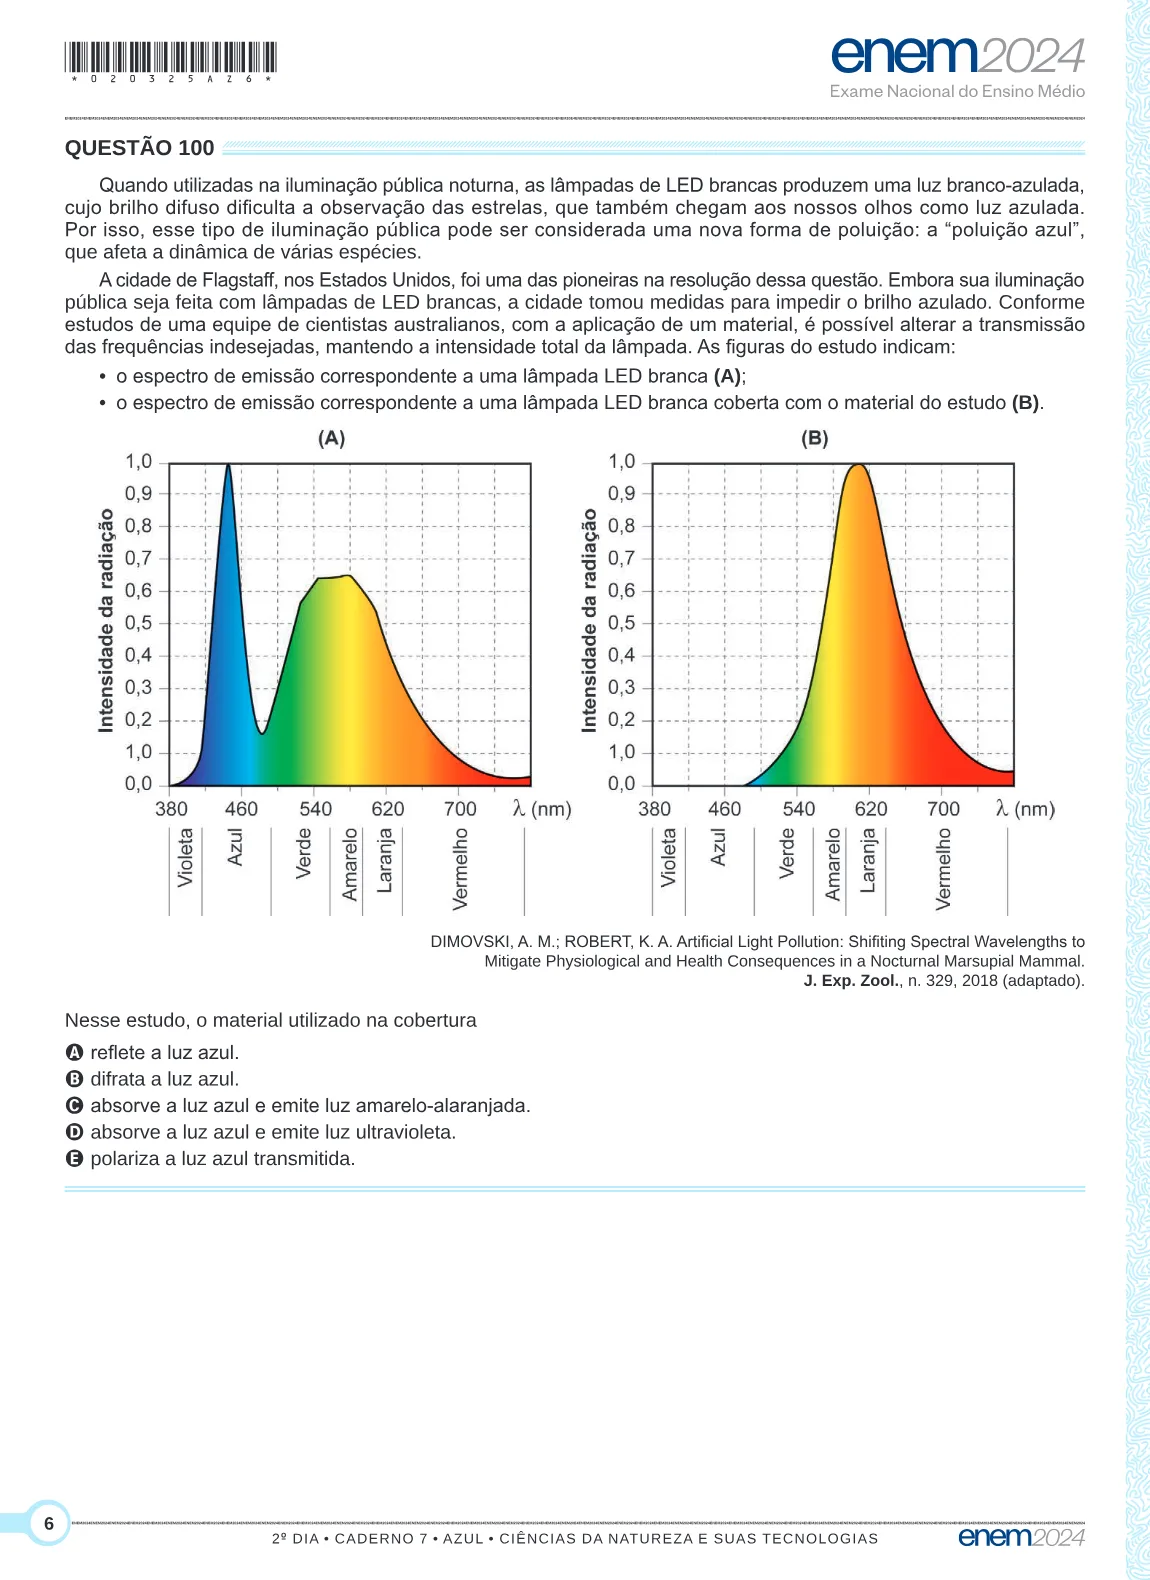 * 0 2 0 3 2 5 A Z 6 *
enem2024
Exame Nacional do Ensino Médio
QUESTÃO 100
Quando utilizadas na iluminação pública noturna, as lâmpadas de LED brancas produzem uma luz branco-azulada,
cujo brilho difuso dificulta a observação das estrelas, que também chegam aos nossos olhos como luz azulada.
Por isso, esse tipo de iluminação pública pode ser considerada uma nova forma de poluição: a “poluição azul”,
que afeta a dinâmica de várias espécies.
A cidade de Flagstaff, nos Estados Unidos, foi uma das pioneiras na resolução dessa questão. Embora sua iluminação
pública seja feita com lâmpadas de LED brancas, a cidade tomou medidas para impedir o brilho azulado. Conforme
estudos de uma equipe de cientistas australianos, com a aplicação de um material, é possível alterar a transmissão
das frequências indesejadas, mantendo a intensidade total da lâmpada. As figuras do estudo indicam:
• o espectro de emissão correspondente a uma lâmpada LED branca (A);
• o espectro de emissão correspondente a uma lâmpada LED branca coberta com o material do estudo (B).
(A)
Intensidade da radiação
1,0
0,9
0,8
0,7
0,6
0,5
0,4
0,3
0,2
1,0
0,0
380 460 540 620 700 λ (nm)
Violeta
Azul
Verde
Amarelo
Laranja
Vermelho
(B)
Intensidade da radiação
1,0
0,9
0,8
0,7
0,6
0,5
0,4
0,3
0,2
1,0
0,0
380 460 540 620 700 λ (nm)
Violeta
Azul
Verde
Amarelo
Laranja
Vermelho
DIMOVSKI, A. M.; ROBERT, K. A. Artificial Light Pollution: Shifiting Spectral Wavelengths to
Mitigate Physiological and Health Consequences in a Nocturnal Marsupial Mammal.
J. Exp. Zool., n. 329, 2018 (adaptado).
Nesse estudo, o material utilizado na cobertura
A reflete a luz azul.
B difrata a luz azul.
C absorve a luz azul e emite luz amarelo-alaranjada.
D absorve a luz azul e emite luz ultravioleta.
E polariza a luz azul transmitida.
6
2º DIA • CADERNO 7 • AZUL • CIÊNCIAS DA NATUREZA E SUAS TECNOLOGIAS
enem2024